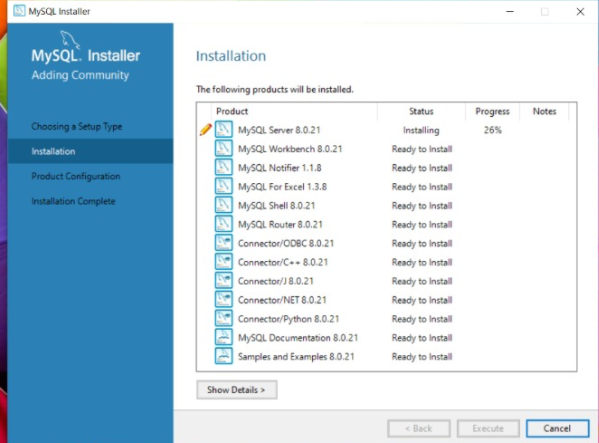 MySQL Installer
MySQL. Installer
Adding Community
Choosing a Setup Type
Installation
Product Configuration
Installation Complete
Installation
The following products will be installed.
Product Status Progress Notes
MySQL Server 8.0.21 Installing 26%
MySQL Workbench 8.0.21 Ready to Install
MySQL Notifier 1.1.8 Ready to Install
MySQL For Excel 1.3.8 Ready to Install
MySQL Shell 8.0.21 Ready to Install
MySQL Router 8.0.21 Ready to Install
Connector/ODBC 8.0.21 Ready to Install
Connector/C++ 8.0.21 Ready to Install
Connector/J 8.0.21 Ready to Install
Connector/NET 8.0.21 Ready to Install
Connector/Python 8.0.21 Ready to Install
MySQL Documentation 8.0.21 Ready to Install
Samples and Examples 8.0.21 Ready to Install
Show Details >
< Back Execute Cancel